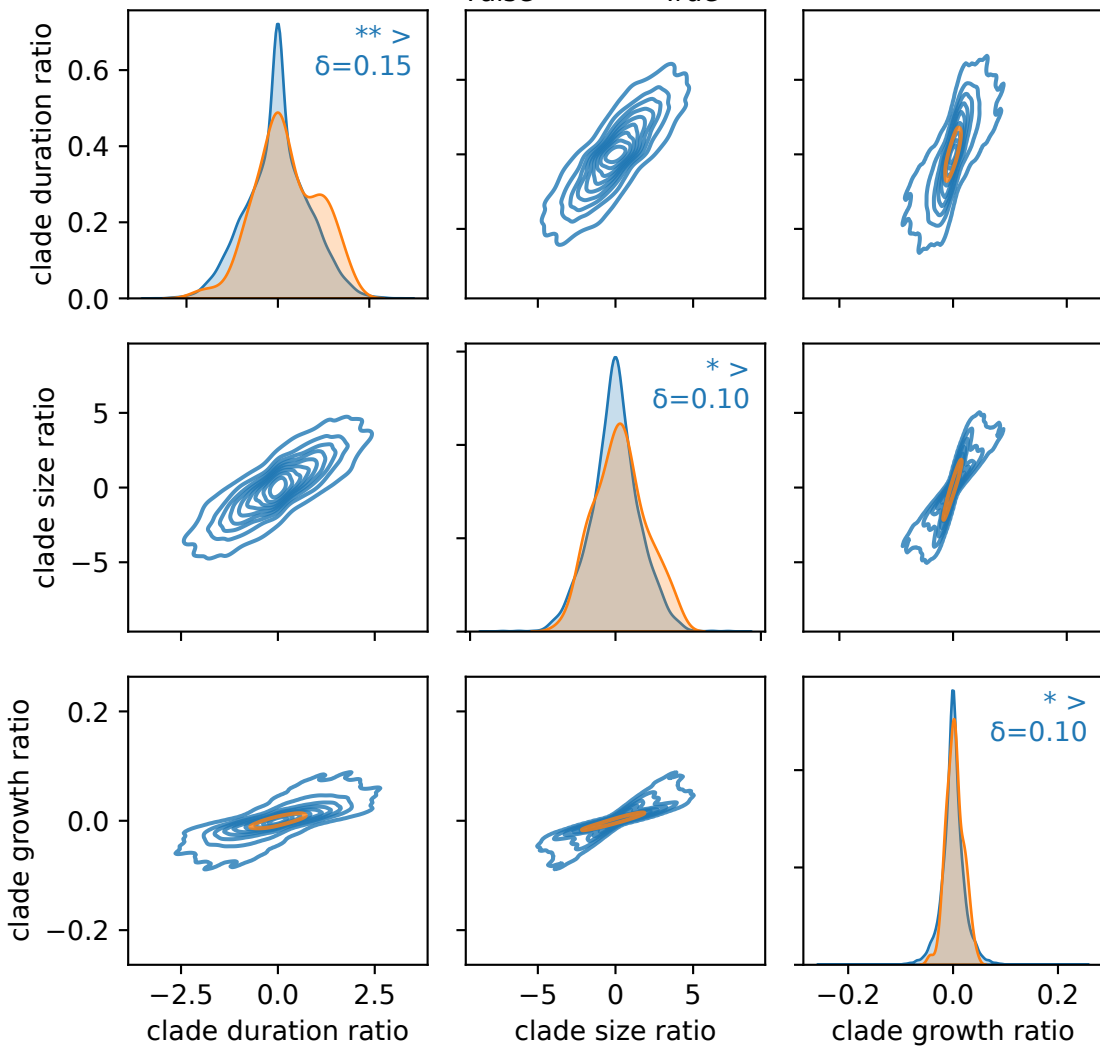 clade duration ratio
0.6
0.4
0.2
0.0
** >
δ=0.15
clade size ratio
5
0
−5
* >
δ=0.10
clade growth ratio
0.2
0.0
−0.2
* >
δ=0.10
−2.5 0.0 2.5
−5 0 5
−0.2 0.0 0.2
clade duration ratio
clade size ratio
clade growth ratio